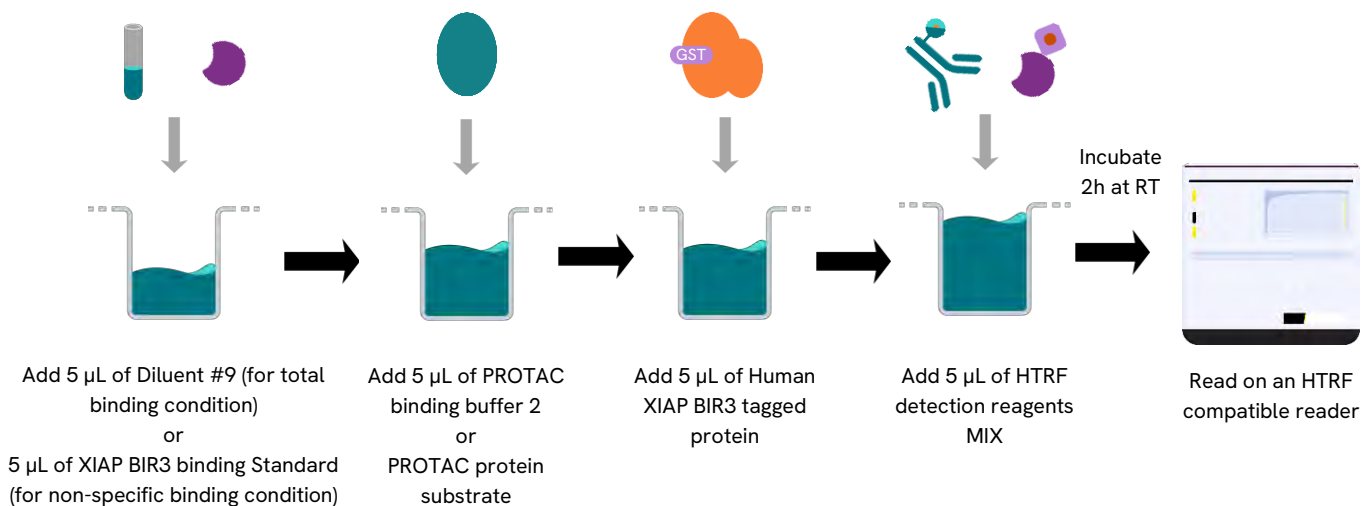 GST
Incubate
2h at RT
Add 5 µL of Diluent #9 (for total
binding condition)
or
5 µL of XIAP BIR3 binding Standard
(for non-specific binding condition)
Add 5 µL of PROTAC
binding buffer 2
or
PROTAC protein
substrate
Add 5 µL of Human
XIAP BIR3 tagged
protein
Add 5 µL of HTRF
detection reagents
MIX
Read on an HTRF
compatible reader